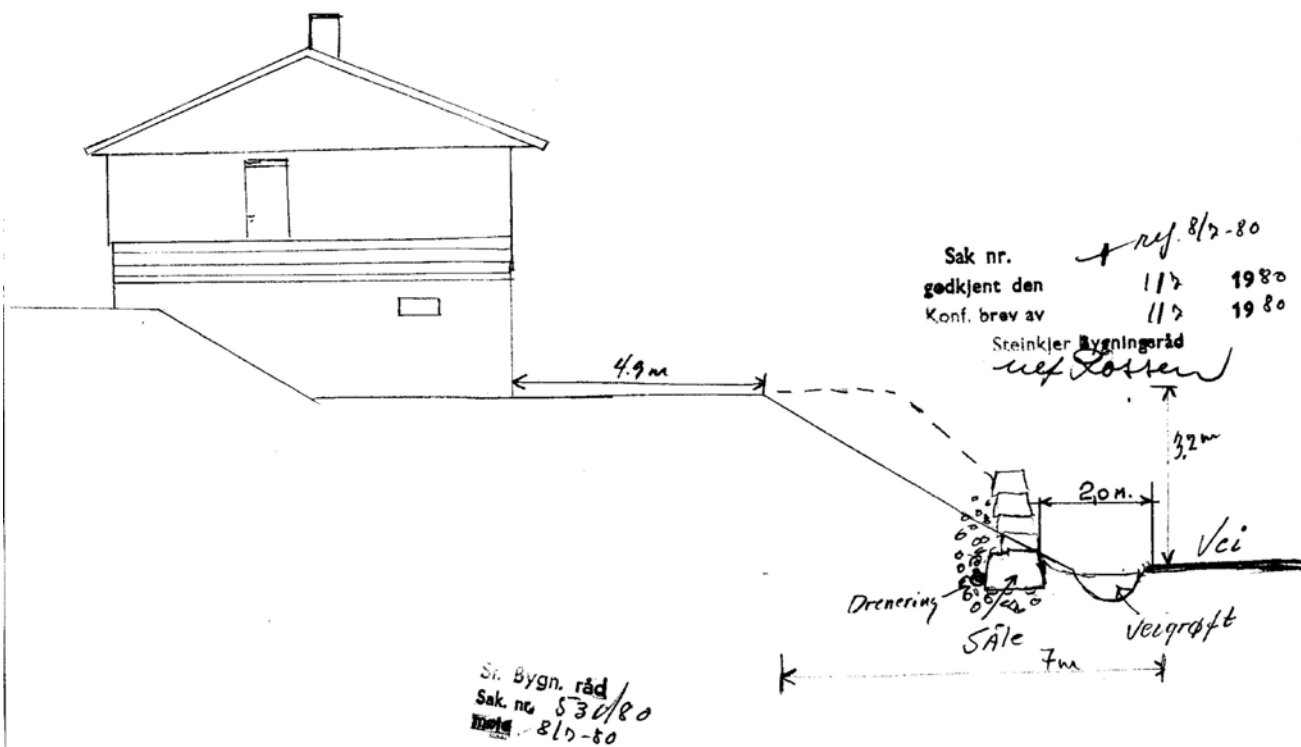 Sak nr. ref. 8/7-80
godkjent den 1/7 1980
Konf. brev av 1/7 1980
Steinkjer Bygningsråd
4.9 m
3,2 m
2,0 m.
Vei
Drenering
Såle
Veigrøft
7 m
St. Bygn. råd
Sak. nr. /80
møte 8/7-80